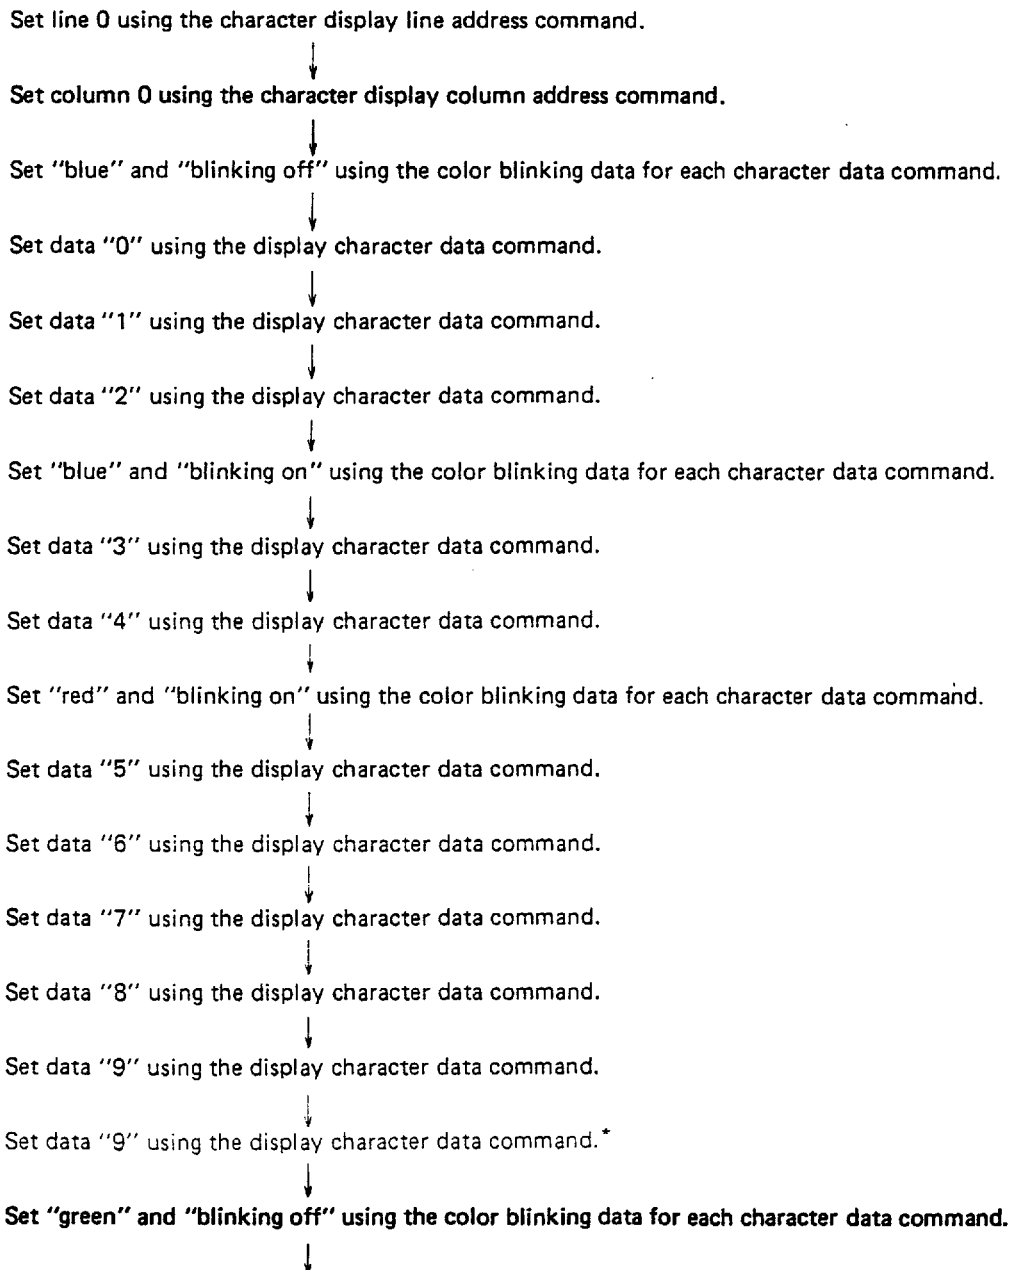 Set line 0 using the character display line address command.
Set column 0 using the character display column address command.
Set "blue" and "blinking off" using the color blinking data for each character data command.
Set data "0" using the display character data command.
Set data "1" using the display character data command.
Set data "2" using the display character data command.
Set "blue" and "blinking on" using the color blinking data for each character data command.
Set data "3" using the display character data command.
Set data "4" using the display character data command.
Set "red" and "blinking on" using the color blinking data for each character data command.
Set data "5" using the display character data command.
Set data "6" using the display character data command.
Set data "7" using the display character data command.
Set data "8" using the display character data command.
Set data "9" using the display character data command.
Set data "9" using the display character data command.*
Set "green" and "blinking off" using the color blinking data for each character data command.